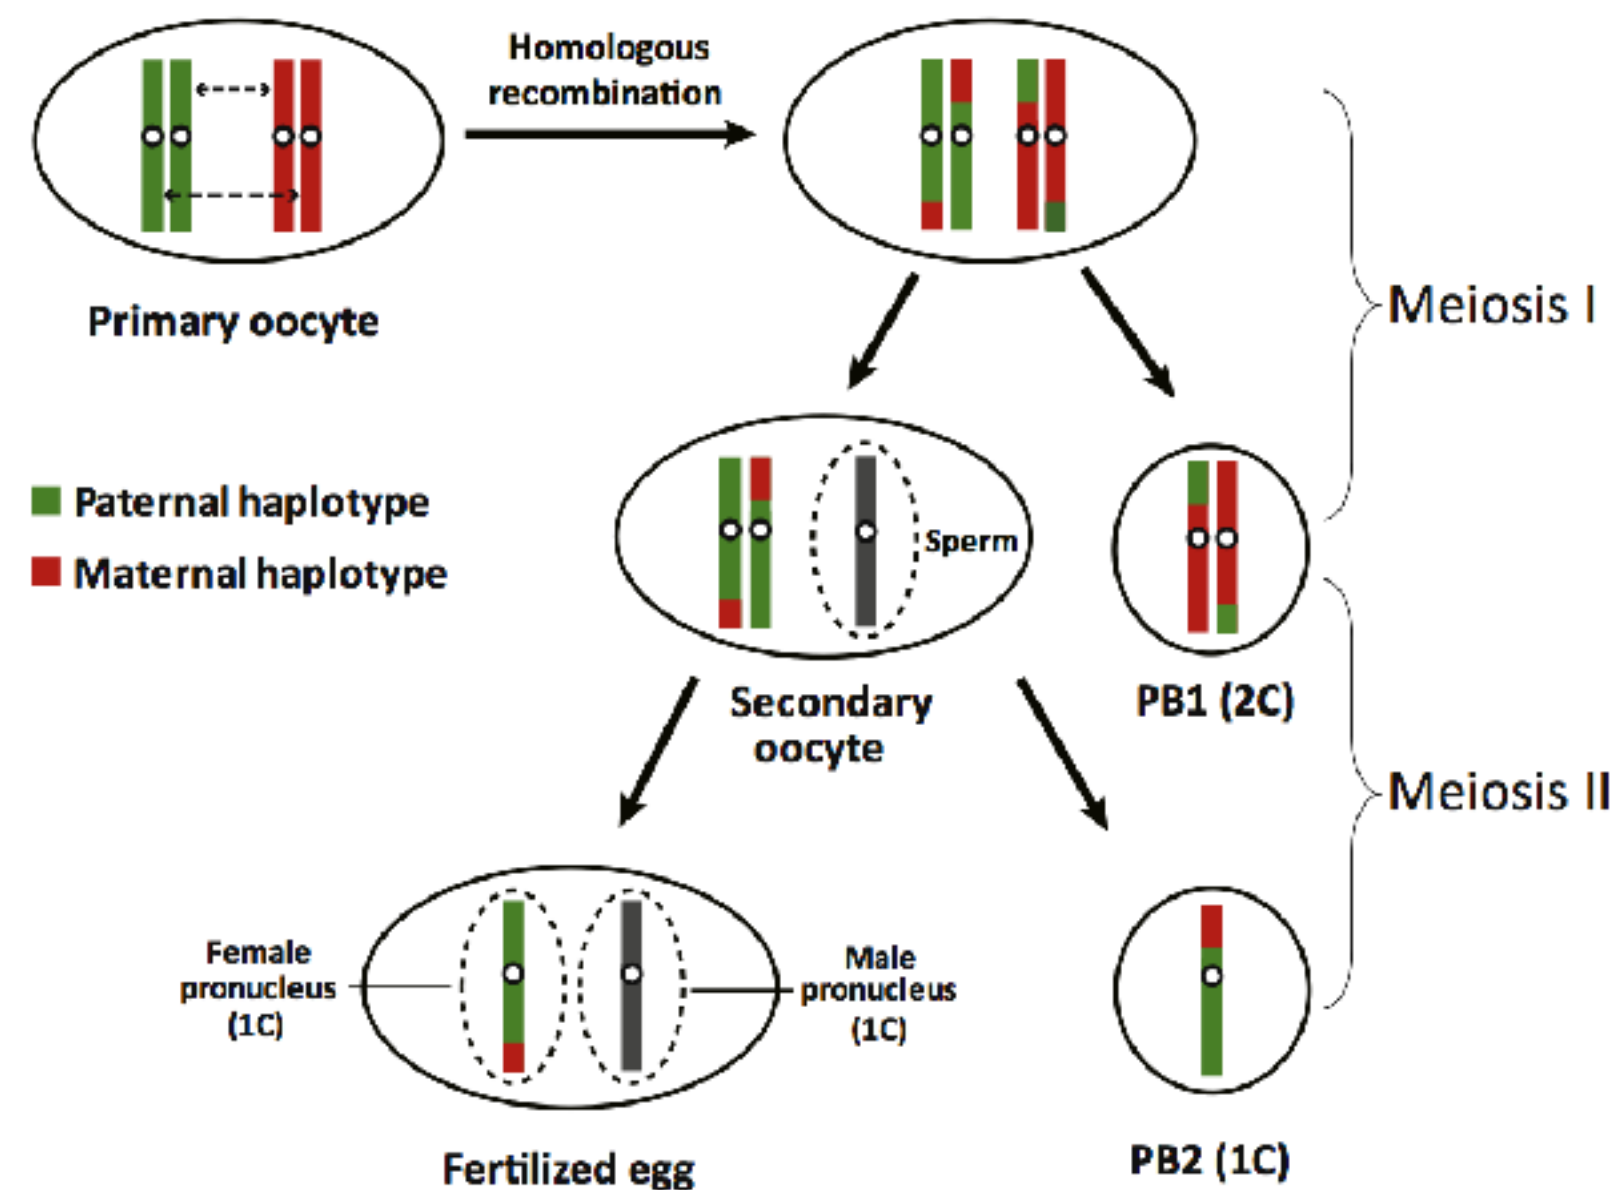 Homologous
recombination
Primary oocyte
Meiosis I
Paternal haplotype
Maternal haplotype
Sperm
Secondary
oocyte
PB1 (2C)
Meiosis II
Female
pronucleus
(1C)
Male
pronucleus
(1C)
Fertilized egg
PB2 (1C)